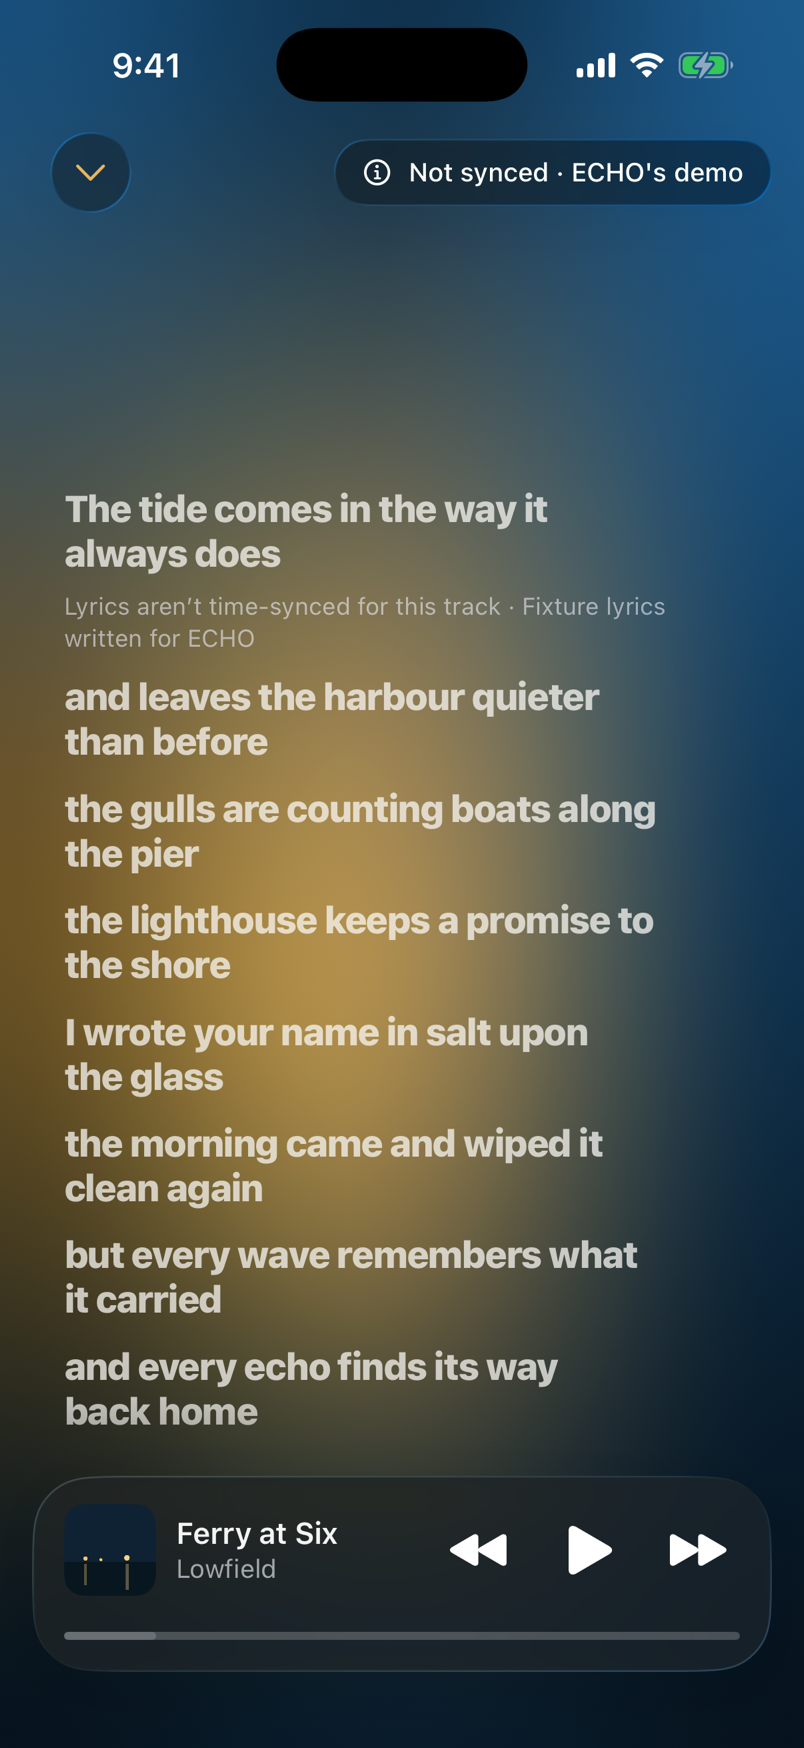 9:41
Not synced · ECHO's demo
The tide comes in the way it
always does
Lyrics aren’t time-synced for this track · Fixture lyrics
written for ECHO
and leaves the harbour quieter
than before
the gulls are counting boats along
the pier
the lighthouse keeps a promise to
the shore
I wrote your name in salt upon
the glass
the morning came and wiped it
clean again
but every wave remembers what
it carried
and every echo finds its way
back home
Ferry at Six
Lowfield